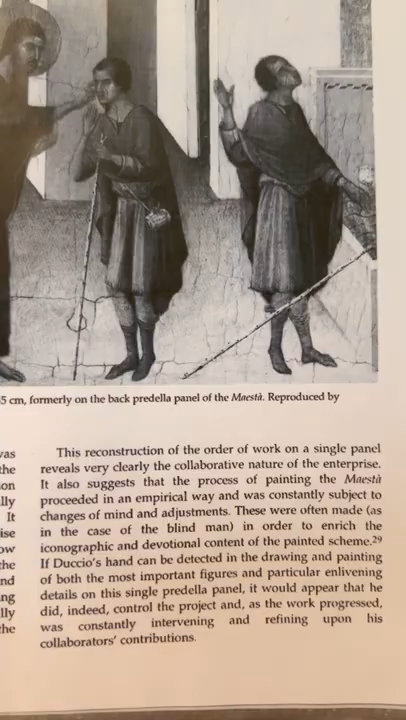 5 cm, formerly on the back predella panel of the Maestà. Reproduced by
vas
the
on
lly
It
ise
ow
the
nd
ng
lly
the
This reconstruction of the order of work on a single panel
reveals very clearly the collaborative nature of the enterprise.
It also suggests that the process of painting the Maestà
proceeded in an empirical way and was constantly subject to
changes of mind and adjustments. These were often made (as
in the case of the blind man) in order to enrich the
iconographic and devotional content of the painted scheme.29
If Duccio's hand can be detected in the drawing and painting
of both the most important figures and particular enlivening
details on this single predella panel, it would appear that he
did, indeed, control the project and, as the work progressed,
was constantly intervening and refining upon his
collaborators' contributions.